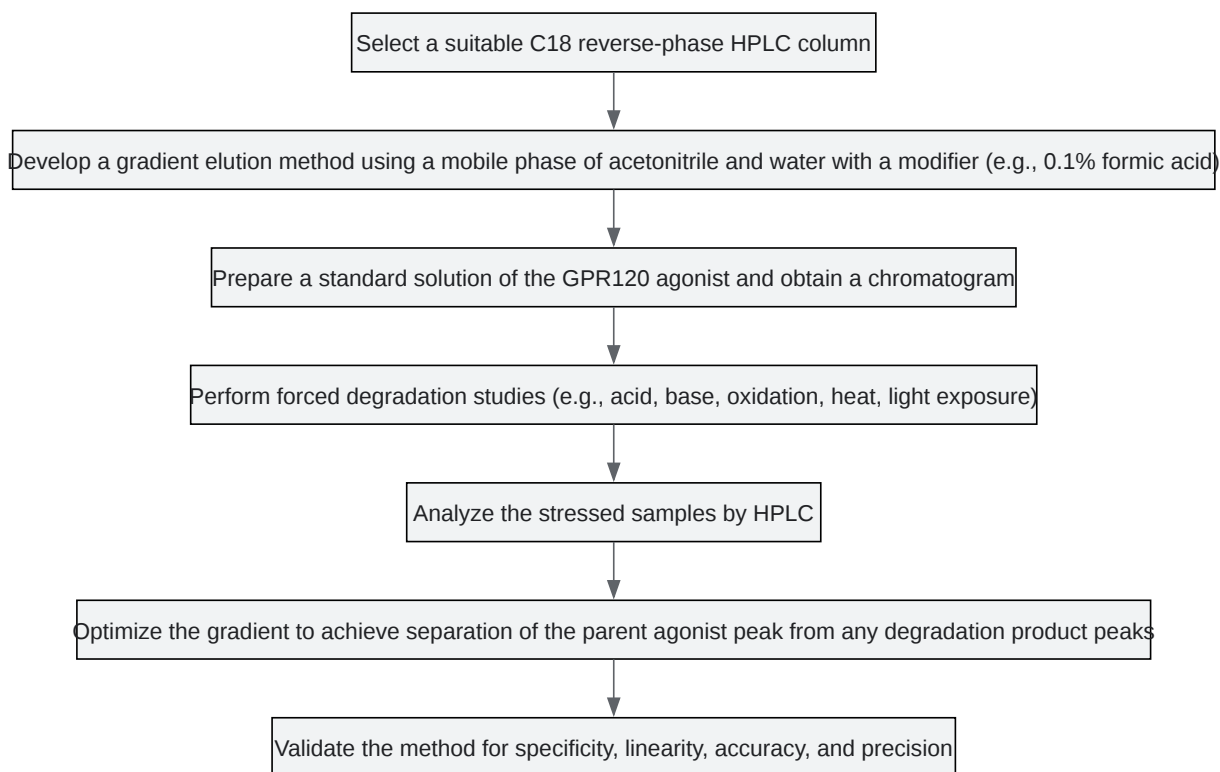 Select a suitable C18 reverse-phase HPLC column
Develop a gradient elution method using a mobile phase of acetonitrile and water with a modifier (e.g., 0.1% formic acid)
Prepare a standard solution of the GPR120 agonist and obtain a chromatogram
Perform forced degradation studies (e.g., acid, base, oxidation, heat, light exposure)
Analyze the stressed samples by HPLC
Optimize the gradient to achieve separation of the parent agonist peak from any degradation product peaks
Validate the method for specificity, linearity, accuracy, and precision